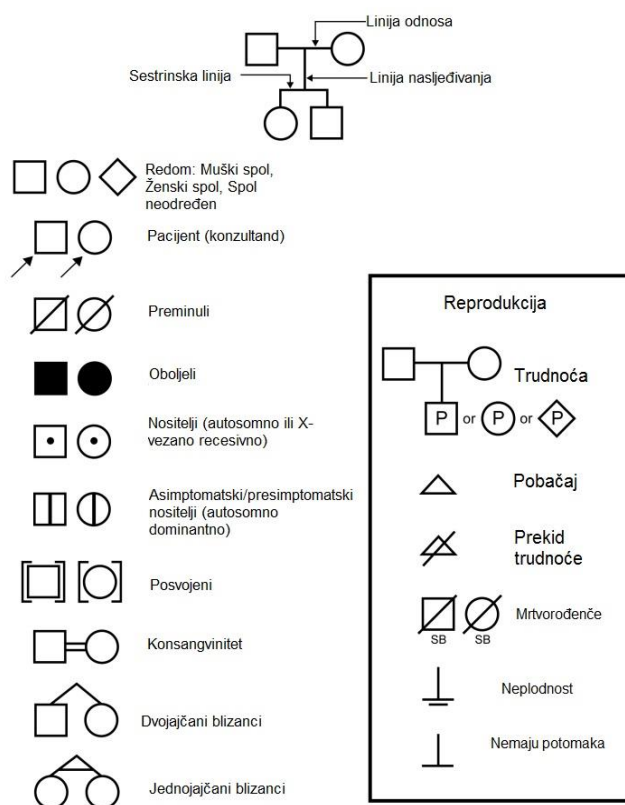 Linija odnosa
Sestrinska linija
Linija nasljeđivanja
Redom: Muški spol,
Ženski spol, Spol
neodređen
Pacijent (konzultand)
Preminuli
Oboljeli
Nositelji (autosomno ili X-
vezano recesivno)
Asimptomatski/presimptomatski
nositelji (autosomno
dominantno)
Posvojeni
Konsangvinitet
Dvojajčani blizanci
Jednojajčani blizanci
Reprodukcija
Trudnoća
P or P or P
Pobačaj
Prekid
trudnoće
Mrtvorođenče
SB SB
Neplodnost
Nemaju potomaka